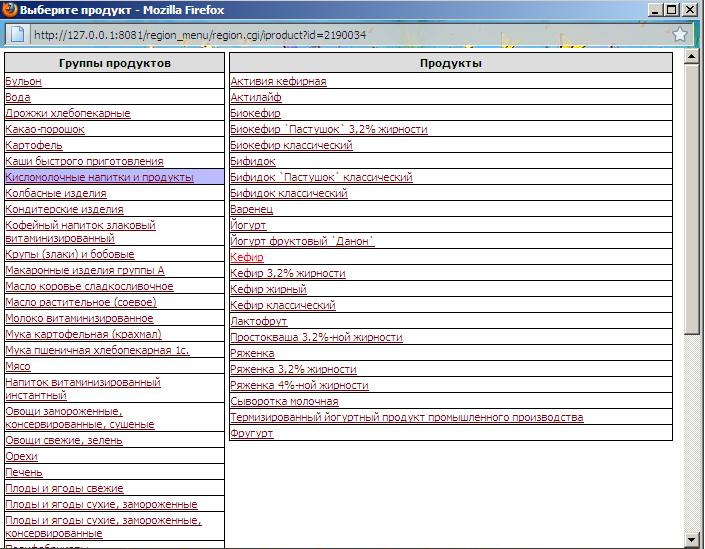 Выберите продукт - Mozilla Firefox
http://127.0.0.1:8081/region_menu/region.cgi/iproduct?id=2190034
Группы продуктов
Бульон
Вода
Дрожжи хлебопекарные
Какао-порошок
Картофель
Каши быстрого приготовления
Кисломолочные напитки и продукты
Колбасные изделия
Кондитерские изделия
Кофейный напиток злаковый
витаминизированный
Крупы (злаки) и бобовые
Макаронные изделия группы А
Масло коровье сладкосливочное
Масло растительное (соевое)
Молоко витаминизированное
Мука картофельная (крахмал)
Мука пшеничная хлебопекарная 1с.
Мясо
Напиток витаминизированный
инстантный
Овощи замороженные,
консервированные, сушеные
Овощи свежие, зелень
Орехи
Печень
Плоды и ягоды свежие
Плоды и ягоды сухие, замороженные
Плоды и ягоды сухие, замороженные,
консервированные
Полуфабрикаты
Продукты
Активия кефирная
Актилайф
Биокефир
Биокефир `Пастушок` 3,2% жирности
Биокефир классический
Бифидок
Бифидок `Пастушок` классический
Бифидок классический
Варенец
Йогурт
Йогурт фруктовый `Данон`
Кефир
Кефир 3,2% жирности
Кефир жирный
Кефир классический
Лактофрут
Простокваша 3.2%-ной жирности
Ряженка
Ряженка 3,2% жирности
Ряженка 4%-ной жирности
Сыворотка молочная
Термизированный йогуртный продукт промышленного производства
Фругурт